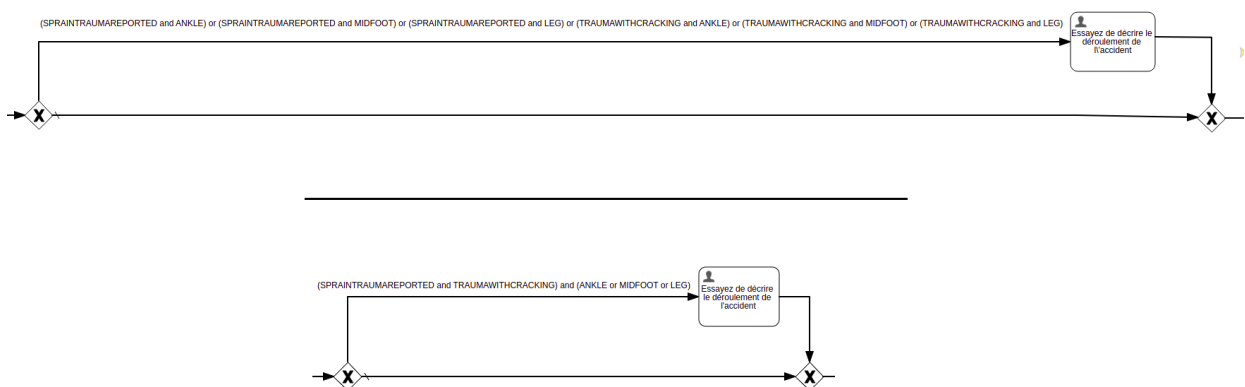 (SPRAINTRAUMAREPORTED and ANKLE) or (SPRAINTRAUMAREPORTED and MIDFOOT) or (SPRAINTRAUMAREPORTED and LEG) or (TRAUMAWITHCRACKING and ANKLE) or (TRAUMAWITHCRACKING and MIDFOOT) or (TRAUMAWITHCRACKING and LEG)
Essayez de décrire le
déroulement de
l\'accident
(SPRAINTRAUMAREPORTED and TRAUMAWITHCRACKING) and (ANKLE or MIDFOOT or LEG)
Essayez de décrire
le déroulement de
l'accident